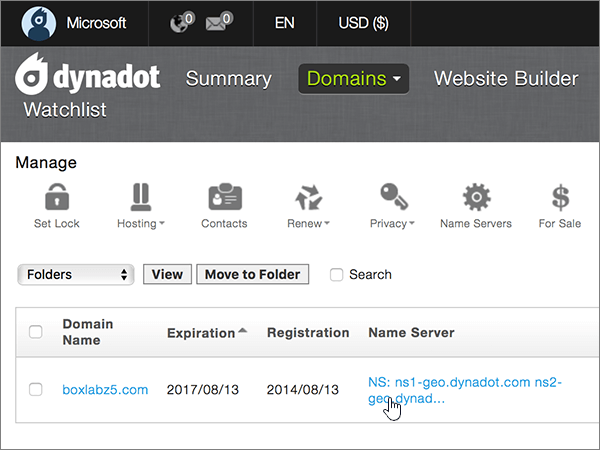 Microsoft 0 0 EN USD ($)
dynadot Summary Domains Website Builder
Watchlist
Manage
Set Lock Hosting Contacts Renew Privacy Name Servers For Sale
Folders View Move to Folder Search
Domain Name Expiration Registration Name Server
boxlabz5.com 2017/08/13 2014/08/13 NS: ns1-geo.dynadot.com ns2-
geo.dynad...